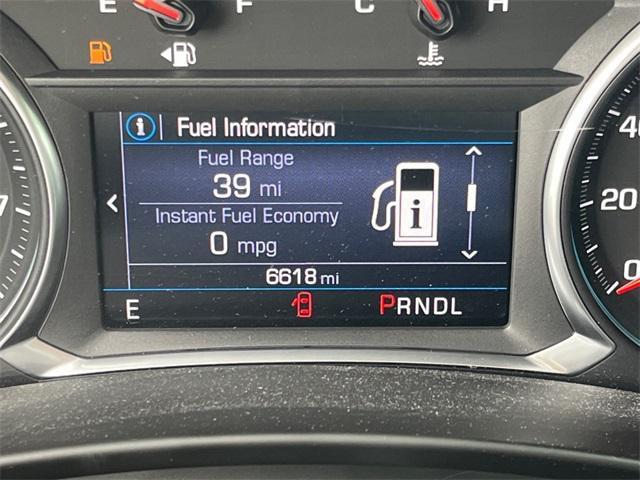 E F C H
Fuel Information
Fuel Range
39 mi
i
Instant Fuel Economy
0 mpg
6618 mi
E PRNDL
40
20
0